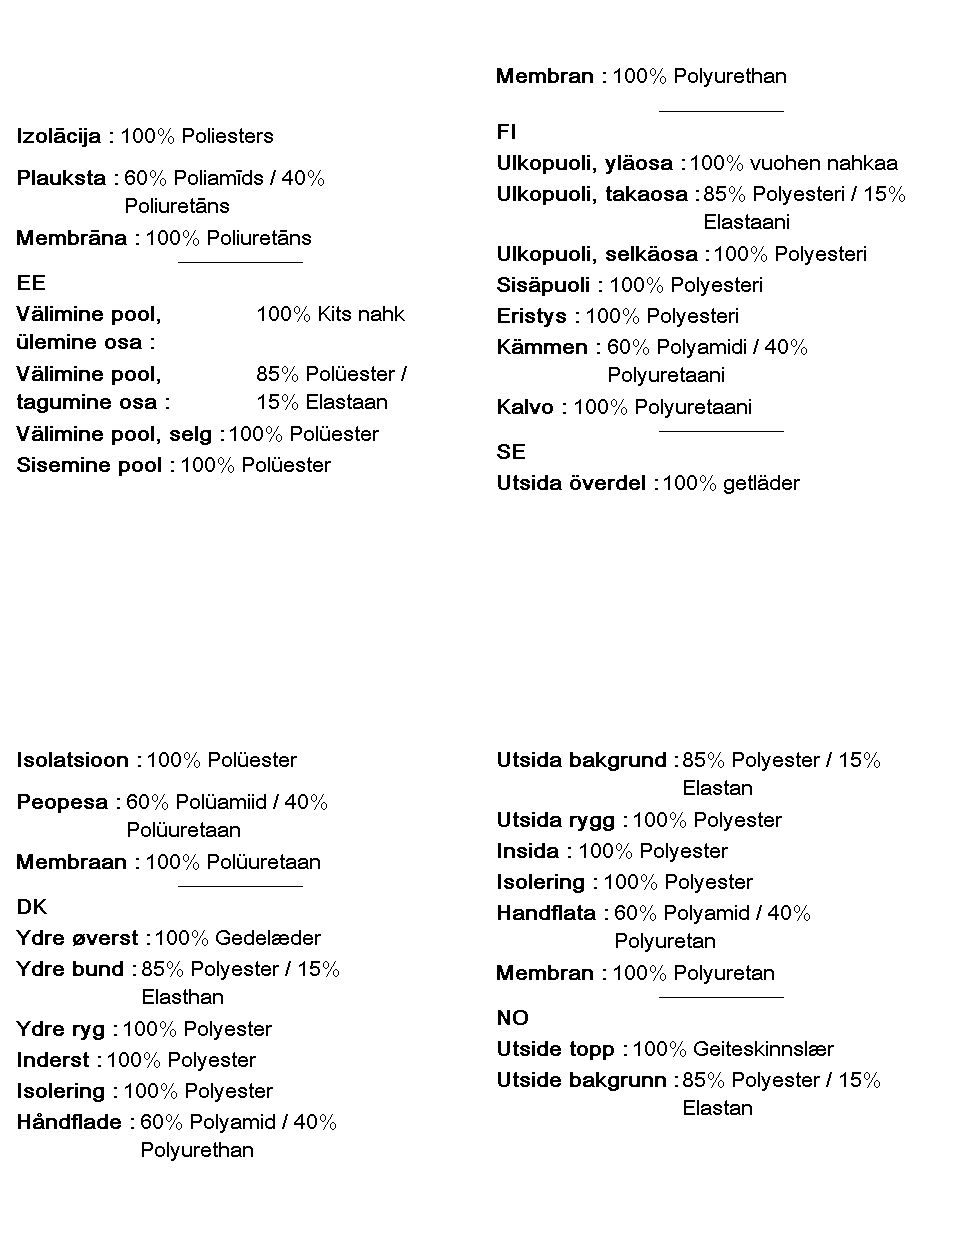 Izolācija : 100% Poliesters
Plauksta : 60% Poliamīds / 40%
Poliuretāns
Membrāna : 100% Poliuretāns
EE
Välimine pool, 100% Kits nahk
ülemine osa :
Välimine pool, 85% Polüester /
tagumine osa : 15% Elastaan
Välimine pool, selg : 100% Polüester
Sisemine pool : 100% Polüester
Isolatsioon : 100% Polüester
Peopesa : 60% Polüamiid / 40%
Polüuretaan
Membraan : 100% Polüuretaan
DK
Ydre øverst : 100% Gedelæder
Ydre bund : 85% Polyester / 15%
Elasthan
Ydre ryg : 100% Polyester
Inderst : 100% Polyester
Isolering : 100% Polyester
Håndflade : 60% Polyamid / 40%
Polyurethan
Membran : 100% Polyurethan
FI
Ulkopuoli, yläosa : 100% vuohen nahkaa
Ulkopuoli, takaosa : 85% Polyesteri / 15%
Elastaani
Ulkopuoli, selkäosa : 100% Polyesteri
Sisäpuoli : 100% Polyesteri
Eristys : 100% Polyesteri
Kämmen : 60% Polyamidi / 40%
Polyuretaani
Kalvo : 100% Polyuretaani
SE
Utsida överdel : 100% getläder
Utsida bakgrund : 85% Polyester / 15%
Elastan
Utsida rygg : 100% Polyester
Insida : 100% Polyester
Isolering : 100% Polyester
Handflata : 60% Polyamid / 40%
Polyuretan
Membran : 100% Polyuretan
NO
Utside topp : 100% Geiteskinnslær
Utside bakgrunn : 85% Polyester / 15%
Elastan